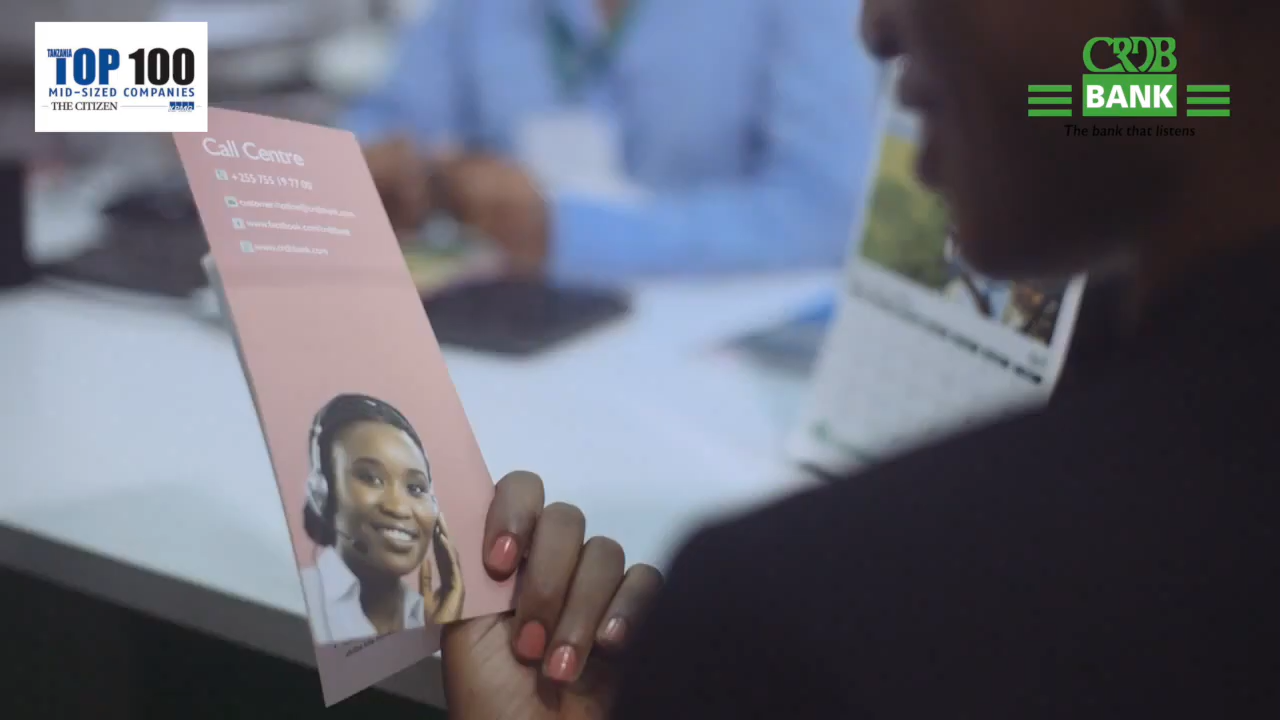 TANZANIA
TOP 100
MID-SIZED COMPANIES
THE CITIZEN
KPMG
CRDB
BANK
The bank that listens
Call Centre
+255 755 19 77 00
www.facebook.com/crdbbank
www.crdbbank.com